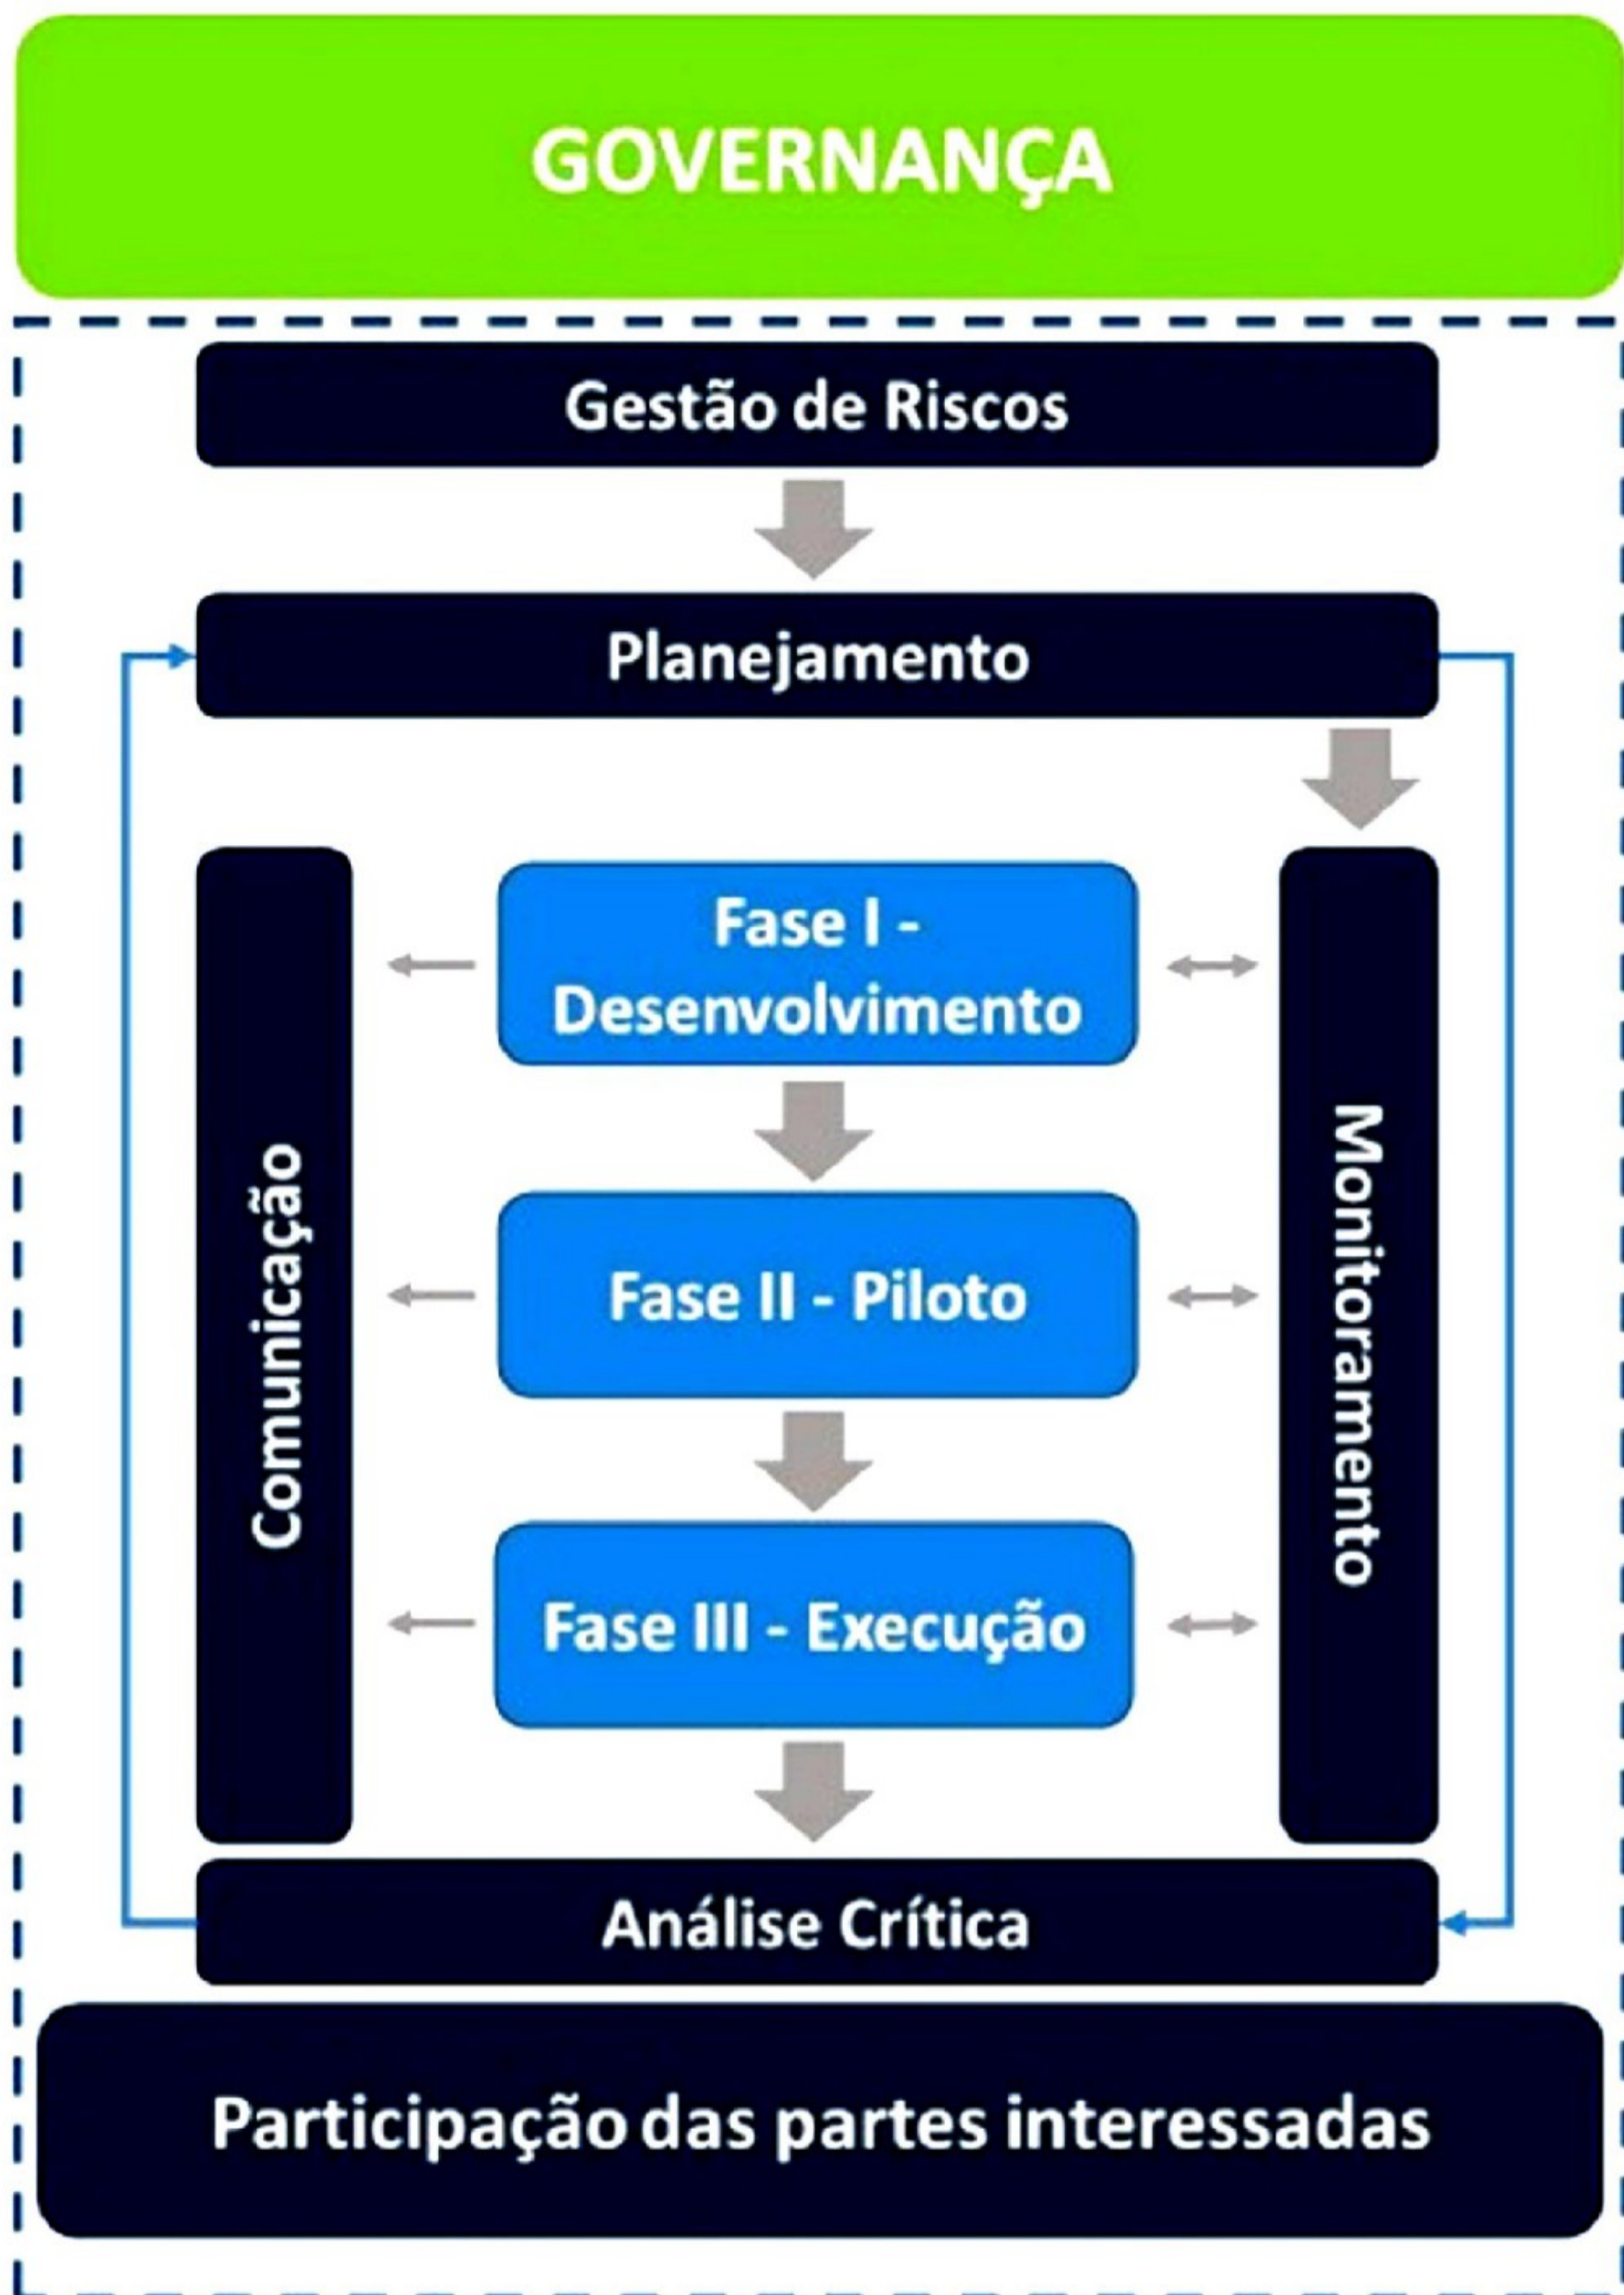 GOVERNANÇA
Gestão de Riscos
Planejamento
Comunicação
Fase I -
Desenvolvimento
Fase II - Piloto
Fase III - Execução
Monitoramento
Análise Crítica
Participação das partes interessadas